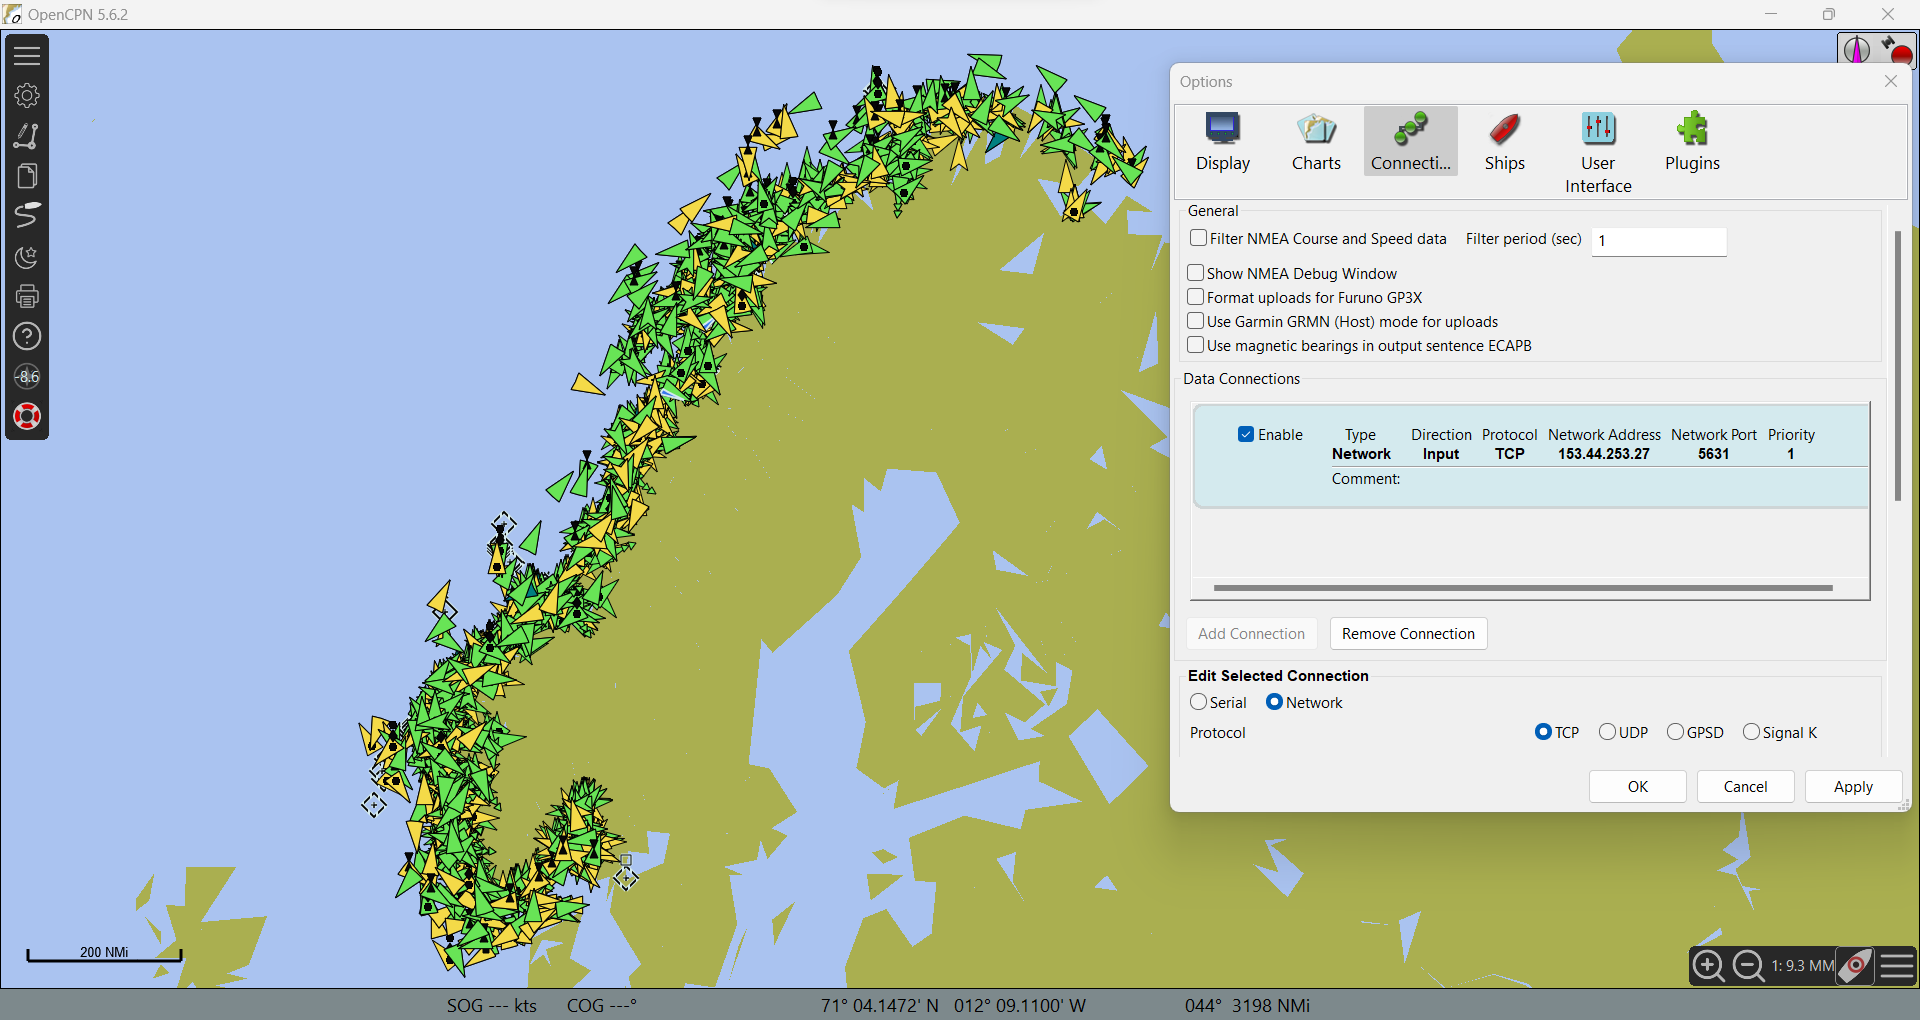 OpenCPN 5.6.2
Options
Display
Charts
Connecti...
Ships
User Interface
Plugins
General
Filter NMEA Course and Speed data Filter period (sec) 1
Show NMEA Debug Window
Format uploads for Furuno GP3X
Use Garmin GRMN (Host) mode for uploads
Use magnetic bearings in output sentence ECAPB
Data Connections
Enable Type Direction Protocol Network Address Network Port Priority
Network Input TCP 153.44.253.27 5631 1
Comment:
Add Connection Remove Connection
Edit Selected Connection
Serial Network
Protocol TCP UDP GPSD Signal K
OK Cancel Apply
-8.6
200 NMi
1: 9.3 MM
SOG --- kts COG ---° 71° 04.1472' N 012° 09.1100' W 044° 3198 NMi